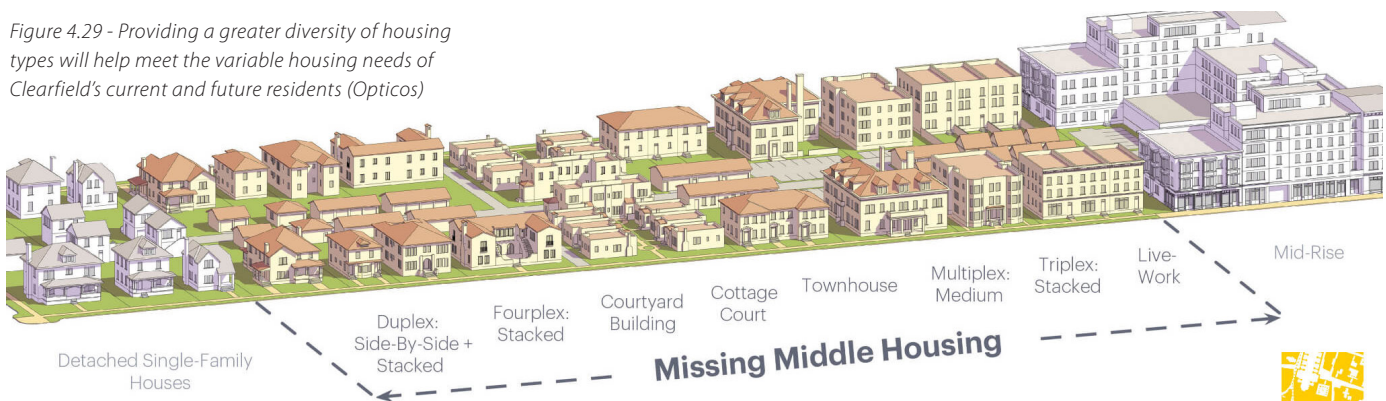 Figure 4.29 - Providing a greater diversity of housing
types will help meet the variable housing needs of
Clearfield's current and future residents (Opticos)
Detached Single-Family
Houses
Duplex:
Side-By-Side +
Stacked
Fourplex:
Stacked
Courtyard
Building
Cottage
Court
Townhouse
Multiplex:
Medium
Triplex:
Stacked
Live-
Work
Mid-Rise
Missing Middle Housing